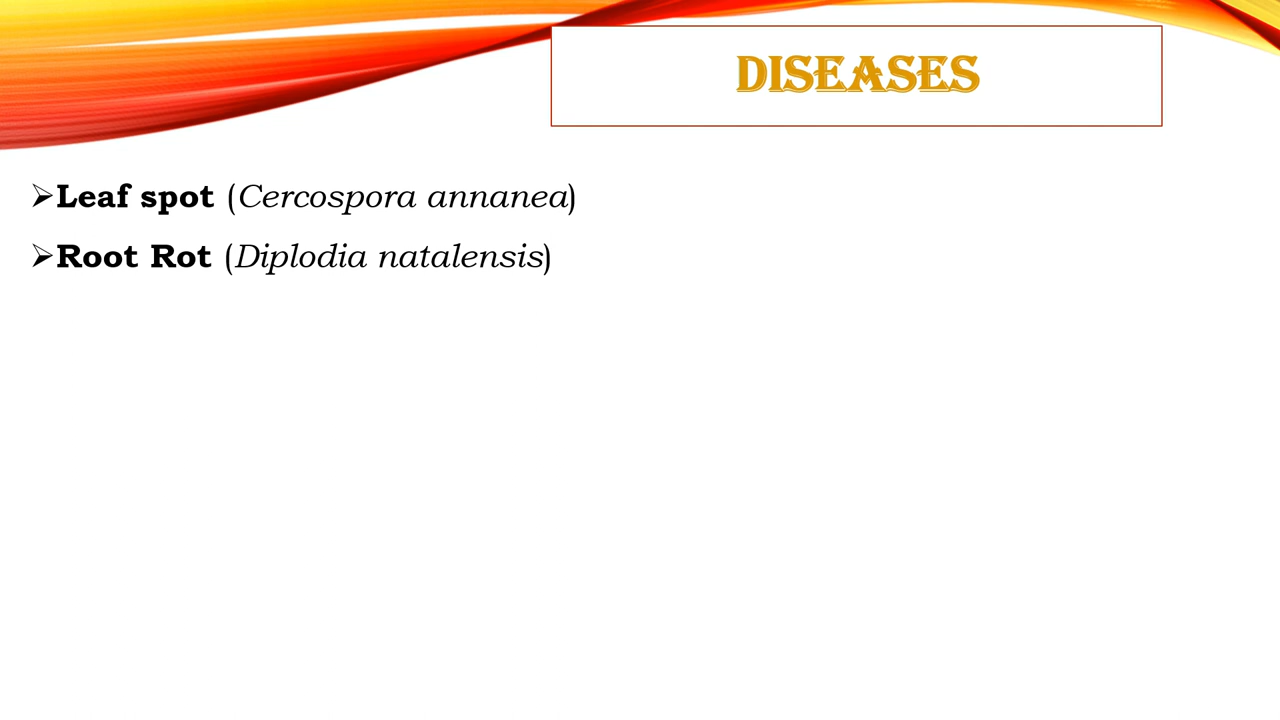 DISEASES
➢Leaf spot (Cercospora annanea)
➢Root Rot (Diplodia natalensis)